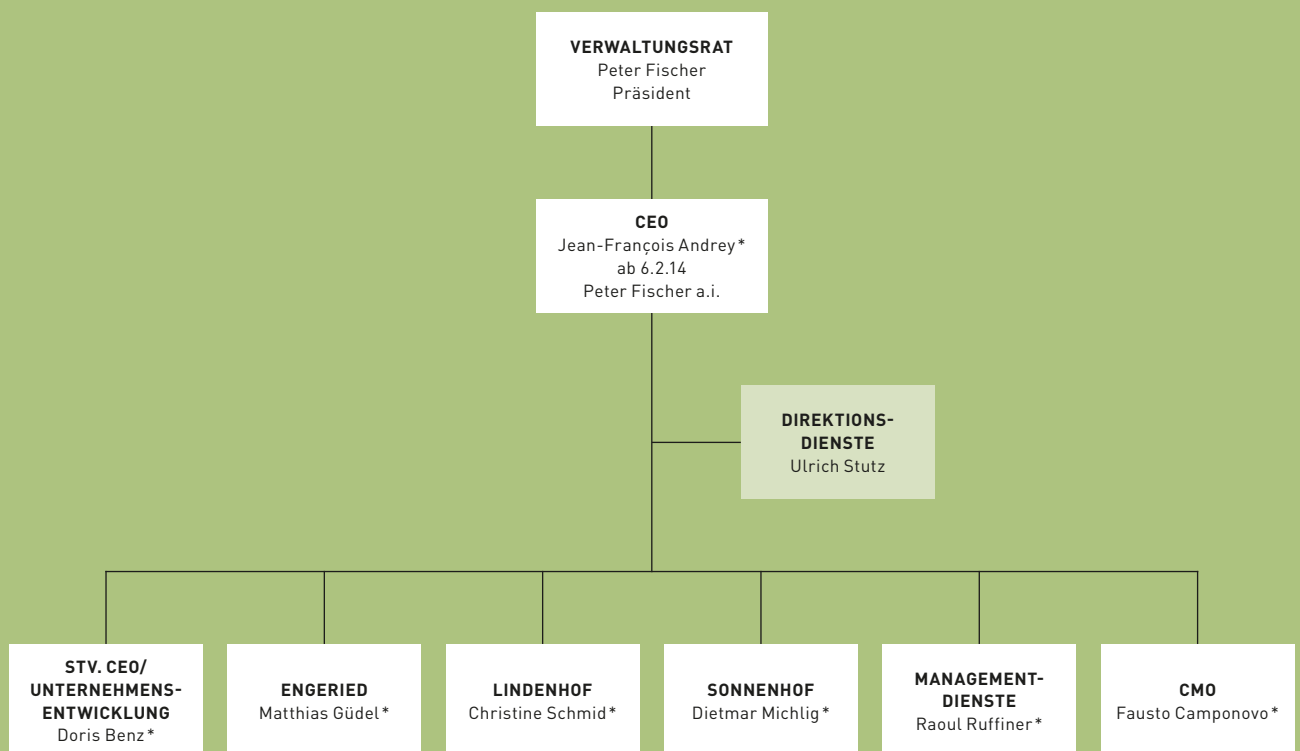 VERWALTUNGSRAT
Peter Fischer
Präsident
CEO
Jean-François Andrey*
ab 6.2.14
Peter Fischer a.i.
DIREKTIONS-
DIENSTE
Ulrich Stutz
STV. CEO/
UNTERNEHMENS-
ENTWICKLUNG
Doris Benz*
ENGERIED
Matthias Güdel*
LINDENHOF
Christine Schmid*
SONNENHOF
Dietmar Michlig*
MANAGEMENT-
DIENSTE
Raoul Ruffiner*
CMO
Fausto Camponovo*